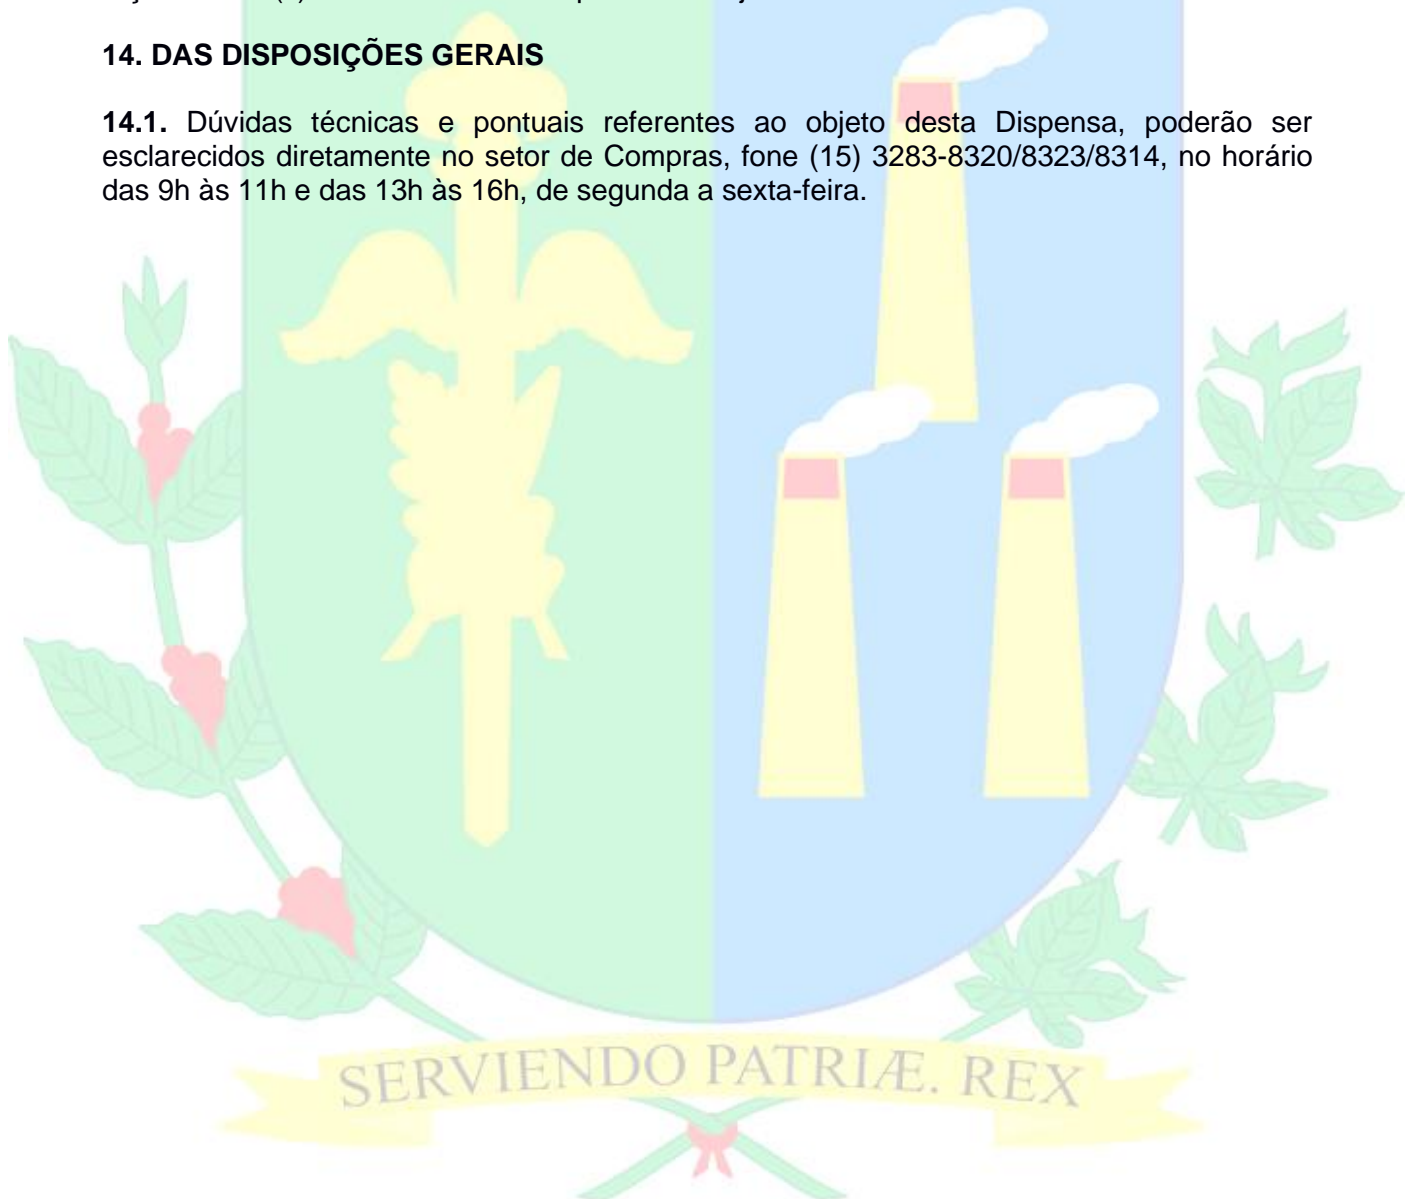 14. DAS DISPOSIÇÕES GERAIS
14.1. Dúvidas técnicas e pontuais referentes ao objeto desta Dispensa, poderão ser
esclarecidos diretamente no setor de Compras, fone (15) 3283-8320/8323/8314, no horário
das 9h às 11h e das 13h às 16h, de segunda a sexta-feira.
SERVIENDO PATRIÆ. REX